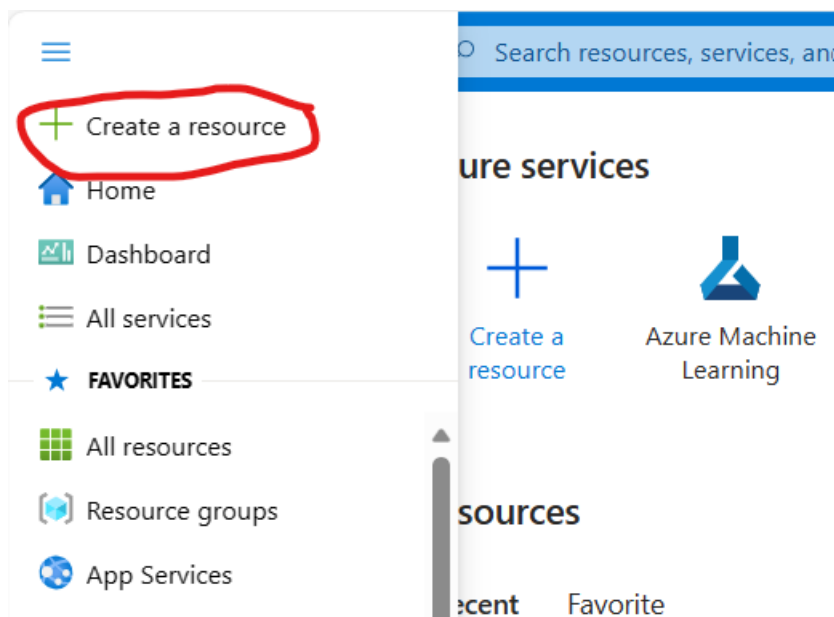 Search resources, services, an
Create a resource
Home
Dashboard
All services
FAVORITES
All resources
Resource groups
App Services
ure services
Create a
resource
Azure Machine
Learning
sources
ecent Favorite